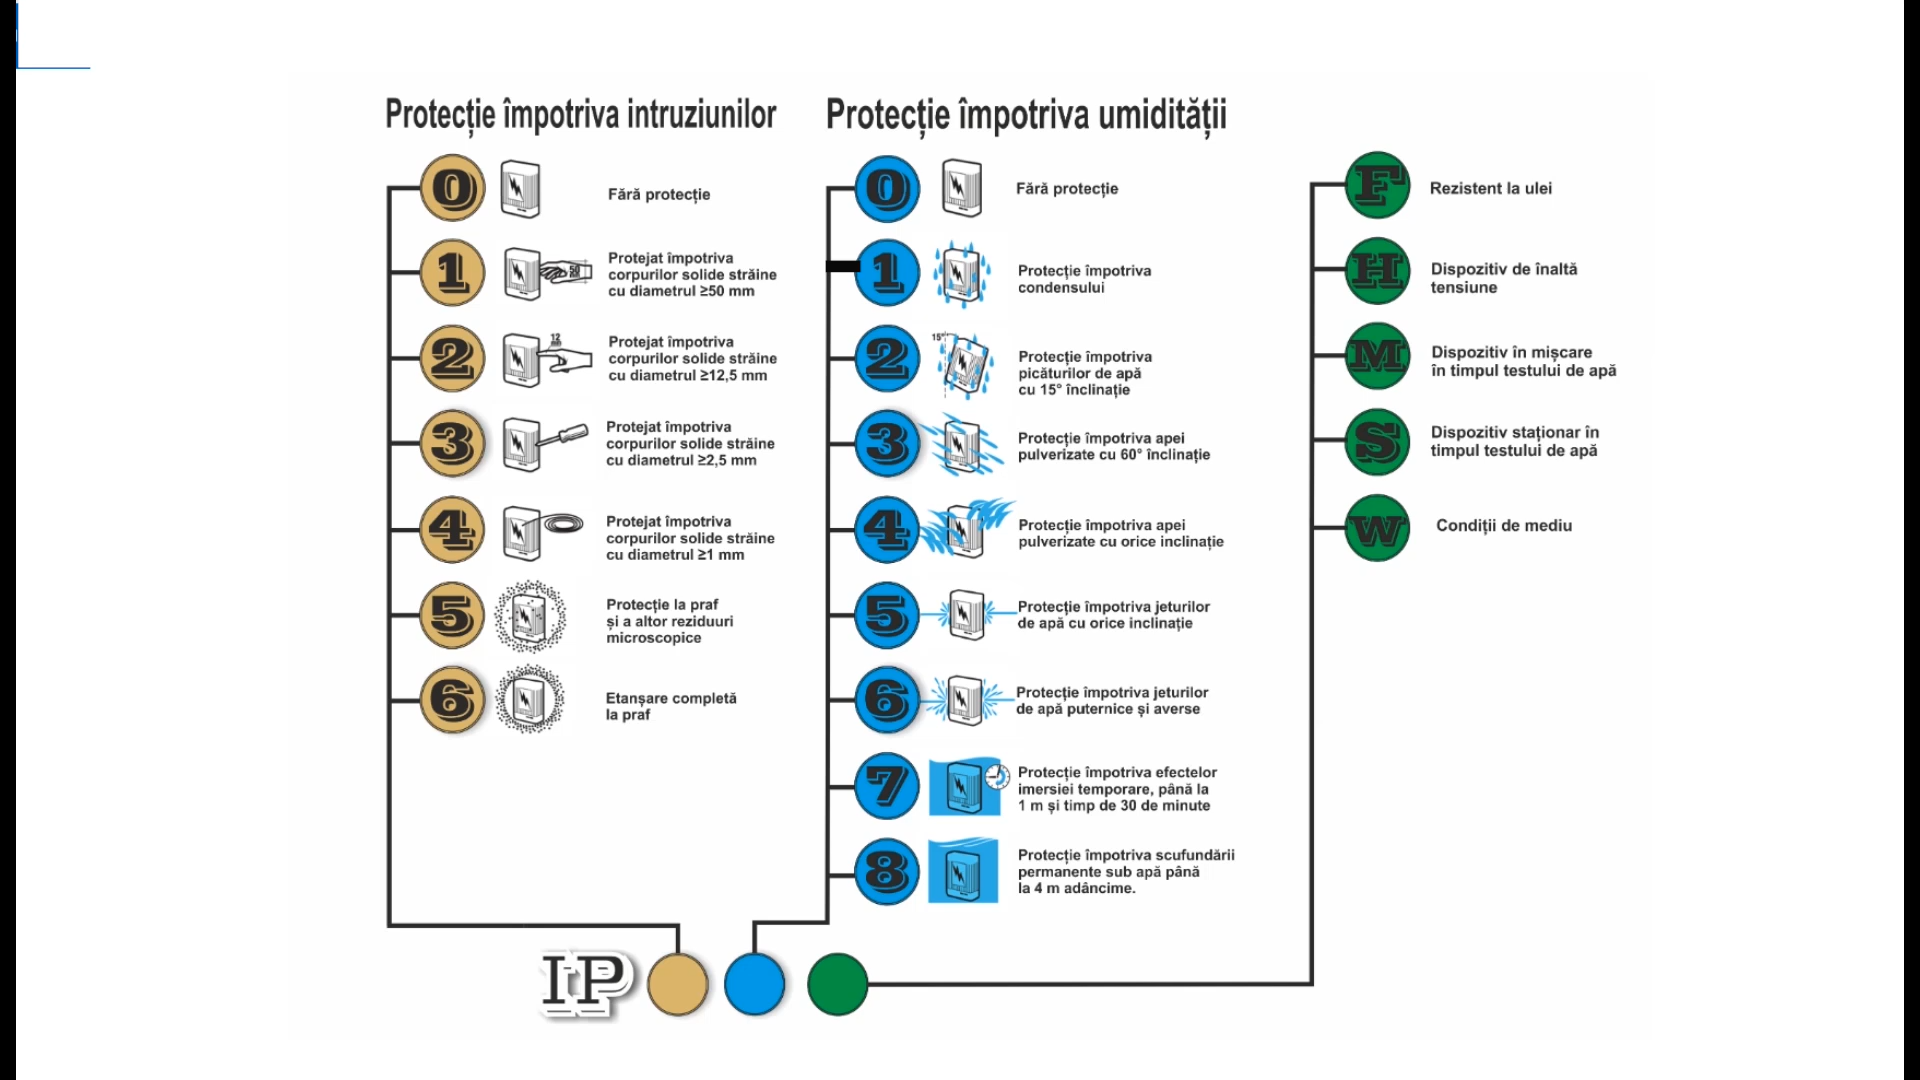 Protecție împotriva intruziunilor
0
Fără protecție
1
50
mm
Protejat împotriva
corpurilor solide străine
cu diametrul ≥50 mm
2
12
mm
Protejat împotriva
corpurilor solide străine
cu diametrul ≥12,5 mm
3
Protejat împotriva
corpurilor solide străine
cu diametrul ≥2,5 mm
4
Protejat împotriva
corpurilor solide străine
cu diametrul ≥1 mm
5
Protecție la praf
și a altor reziduuri
microscopice
6
Etanșare completă
la praf
Protecție împotriva umidității
0
Fără protecție
1
Protecție împotriva
condensului
2
15°
Protecție împotriva
picăturilor de apă
cu 15° înclinație
3
Protecție împotriva apei
pulverizate cu 60° înclinație
4
Protecție împotriva apei
pulverizate cu orice inclinație
5
Protecție împotriva jeturilor
de apă cu orice inclinație
6
Protecție împotriva jeturilor
de apă puternice și averse
7
Protecție împotriva efectelor
imersiei temporare, până la
1 m și timp de 30 de minute
8
Protecție împotriva scufundării
permanente sub apă până
la 4 m adâncime.
F
Rezistent la ulei
H
Dispozitiv de înaltă
tensiune
M
Dispozitiv în mișcare
în timpul testului de apă
S
Dispozitiv staționar în
timpul testului de apă
W
Condiții de mediu
IP